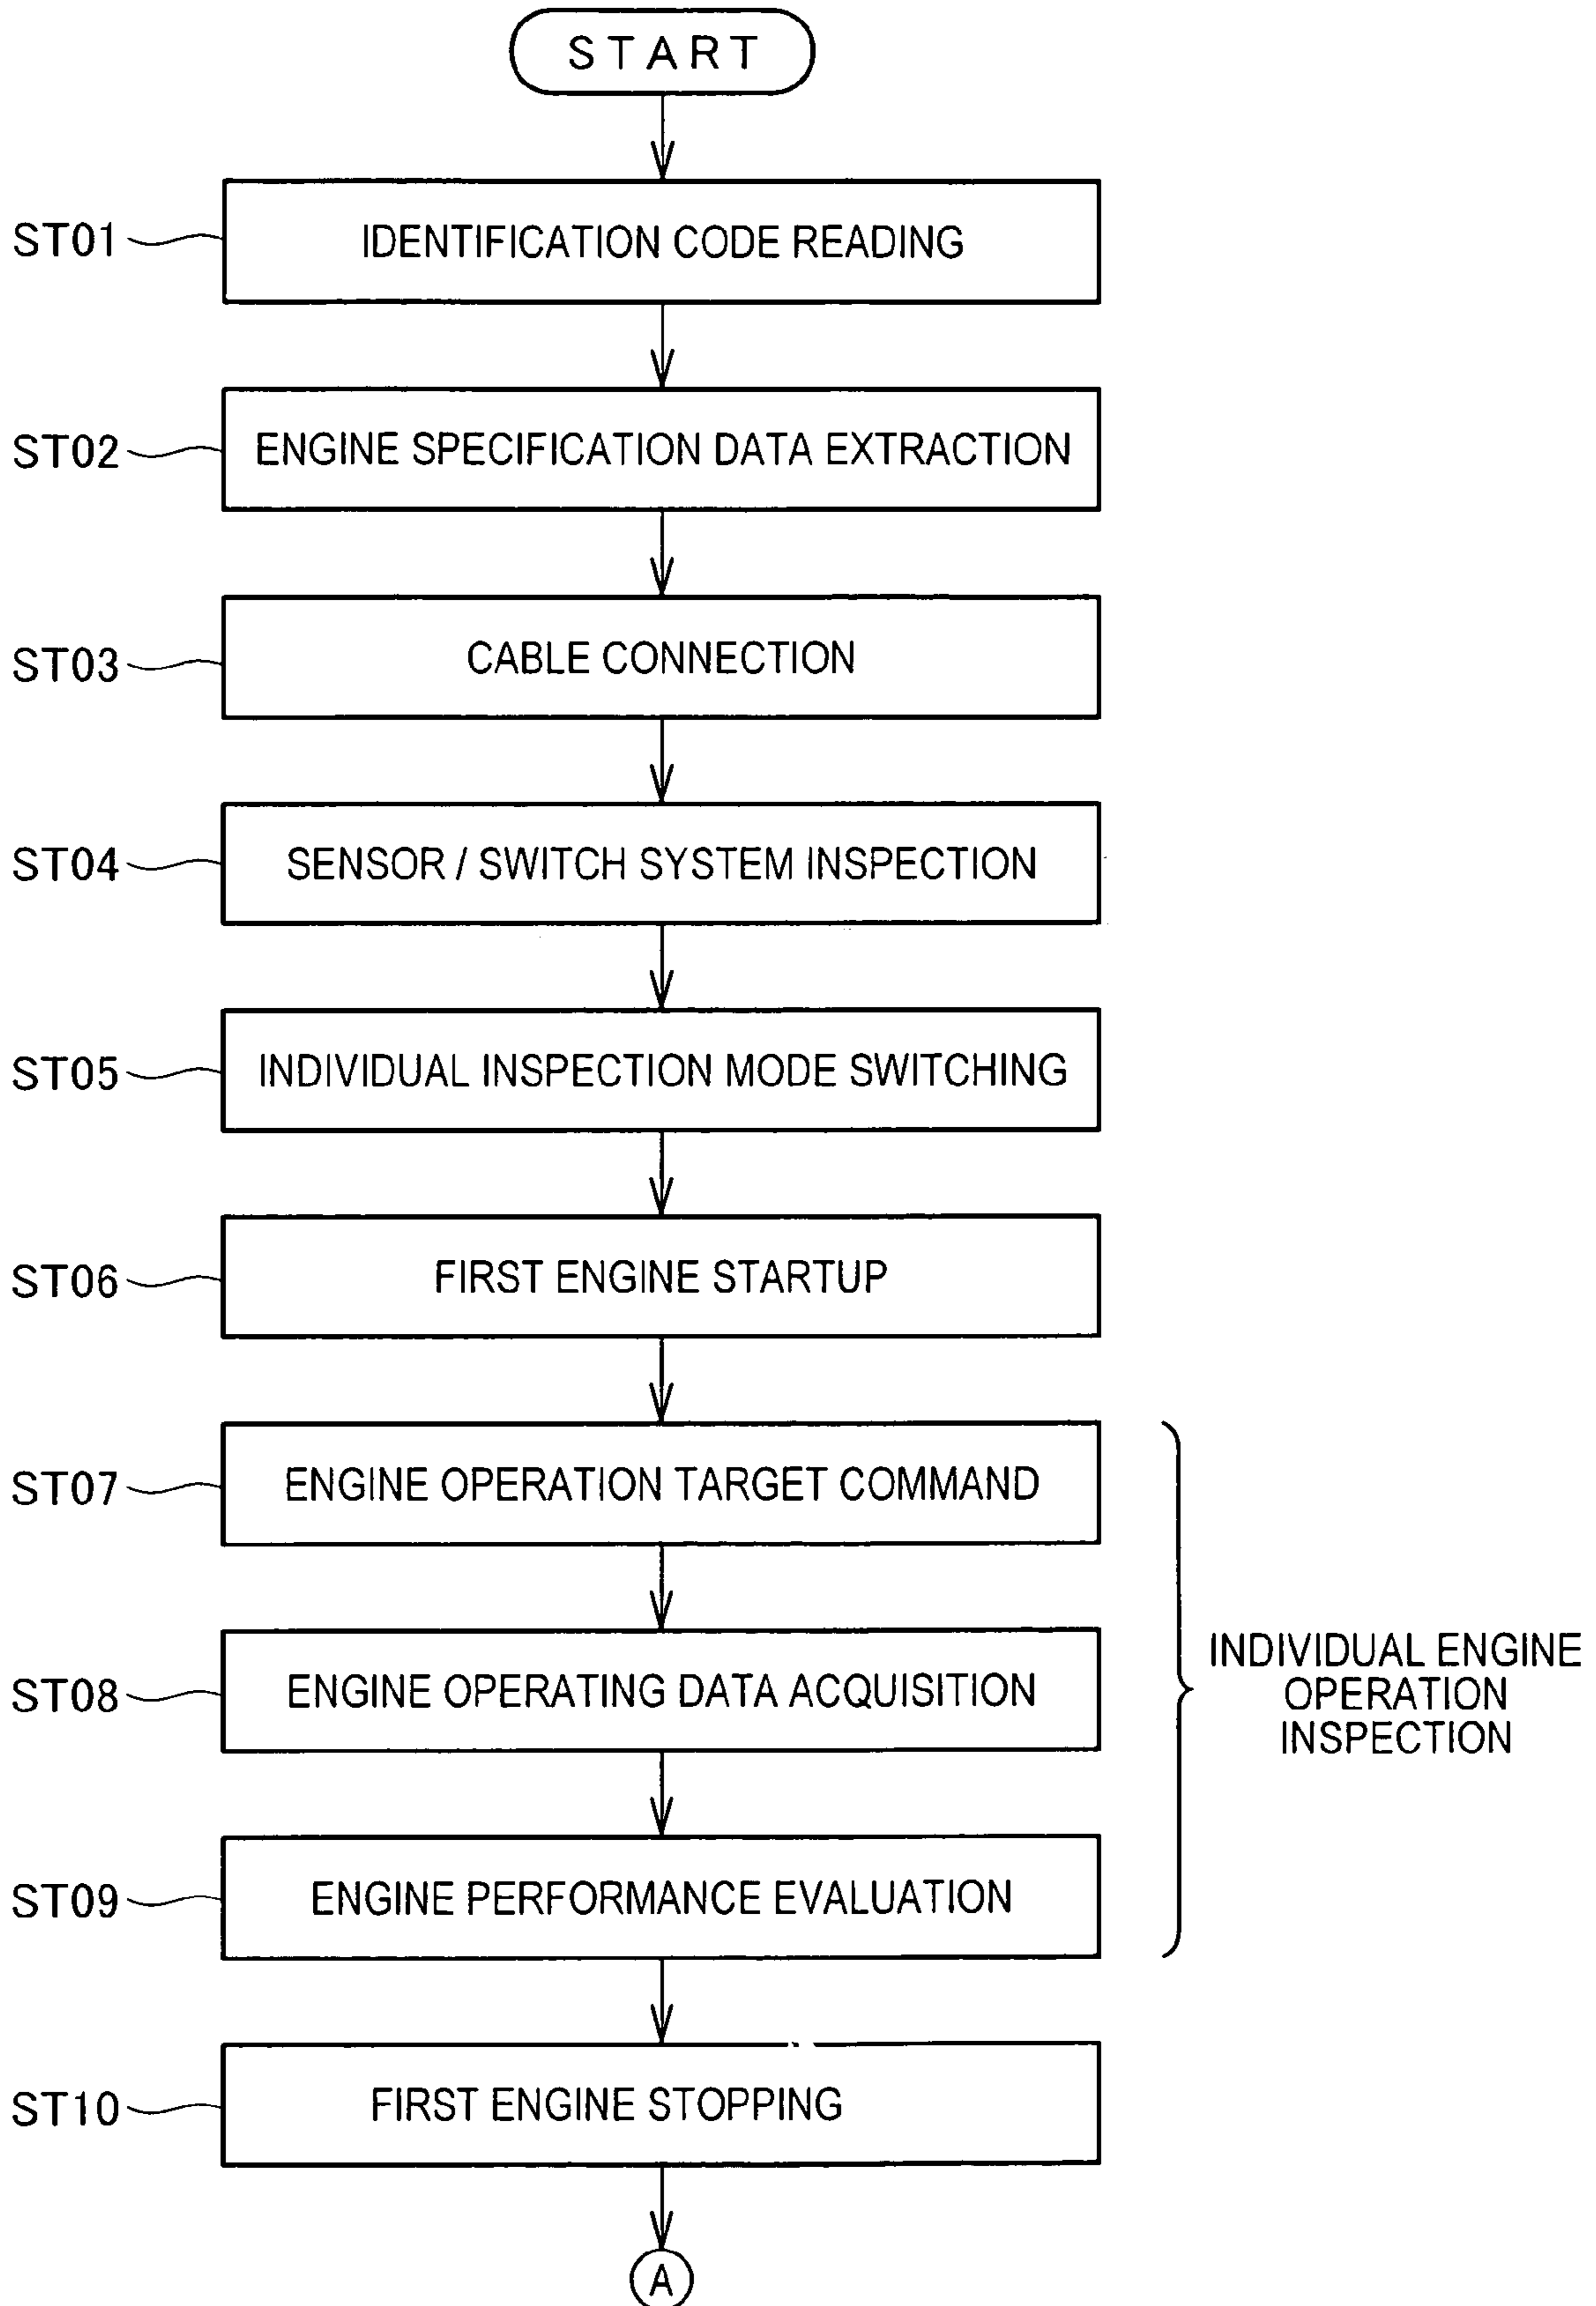 START
ST01
IDENTIFICATION CODE READING
ST02
ENGINE SPECIFICATION DATA EXTRACTION
ST03
CABLE CONNECTION
ST04
SENSOR / SWITCH SYSTEM INSPECTION
ST05
INDIVIDUAL INSPECTION MODE SWITCHING
ST06
FIRST ENGINE STARTUP
ST07
ENGINE OPERATION TARGET COMMAND
ST08
ENGINE OPERATING DATA ACQUISITION
INDIVIDUAL ENGINE
OPERATION
INSPECTION
ST09
ENGINE PERFORMANCE EVALUATION
ST10
FIRST ENGINE STOPPING
A